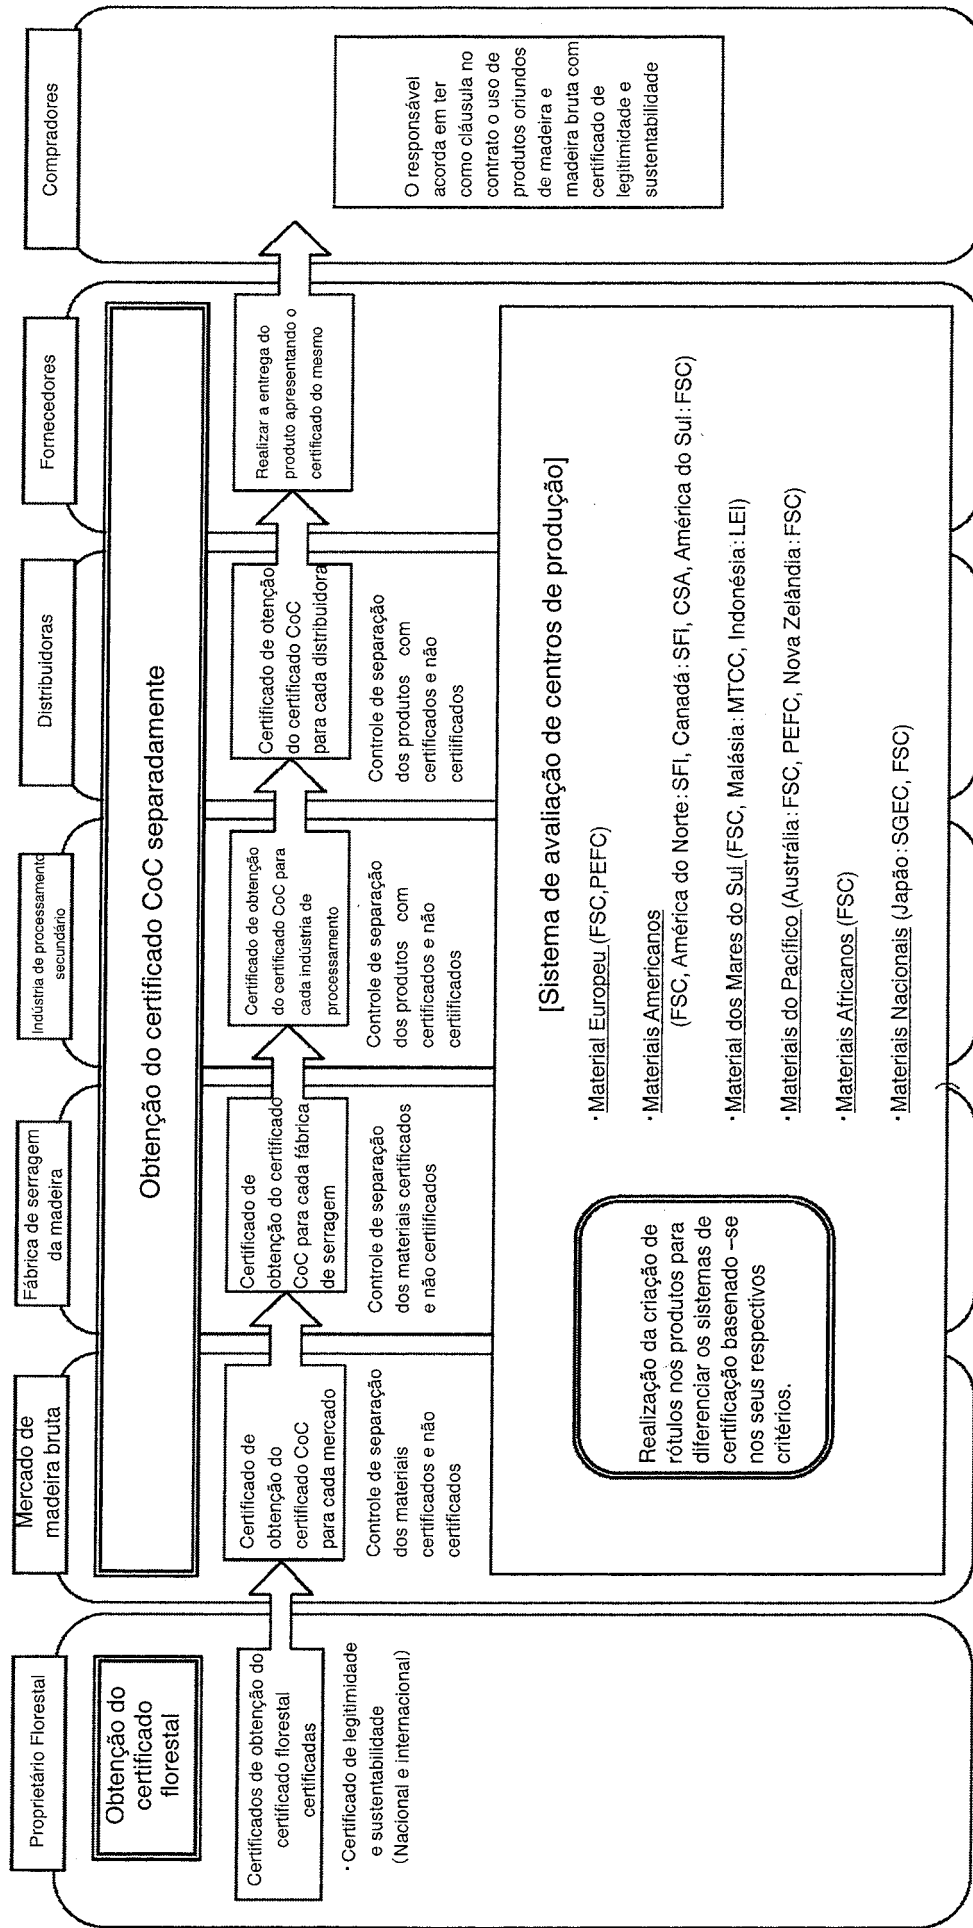 Proprietário Florestal
Obtenção do
certificado
florestal
Certificados de obtenção do
certificado florestal
certificadas
・Certificado de legitimidade
e sustentabilidade
(Nacional e internacional)
Mercado de
madeira bruta
Fábrica de serragem
da madeira
Indústria de processamento
secundário
Distribuidoras
Fornecedores
Compradores
Obtenção do certificado CoC separadamente
Certificado de
obtenção do
certificado CoC
para cada mercado
Controle de separação
dos materiais
certificados e não
certificados
Certificado de
obtenção do certificado
CoC para cada fábrica
de serragem
Controle de separação
dos materiais certificados
e não certiificados
Certificado de obtenção
do certificado CoC para
cada indústria de
processamento
Controle de separação
dos produtos com
certificados e não
certiificados
Certificado de otenção
do certificado CoC
para cada distribuidora
Controle de separação
dos produtos com
certificados e não
certiificados
Realizar a entrega do
produto apresentando o
certificado do mesmo
O responsável
acorda em ter
como cláusula no
contrato o uso de
produtos oriundos
de madeira e
madeira bruta com
certificado de
legitimidade e
sustentabilidade
Realização da criação de
rótulos nos produtos para
diferenciar os sistemas de
certificação basenado –se
nos seus respectivos
critérios.
[Sistema de avaliação de centros de produção]
・Material Europeu (FSC,PEFC)
・Materiais Americanos
(FSC, América do Norte: SFI, Canadá: SFI, CSA, América do Sul: FSC)
・Material dos Mares do Sul (FSC, Malásia: MTCC, Indonésia: LEI)
・Materiais do Pacífico (Austrália: FSC, PEFC, Nova Zelândia: FSC)
・Materiais Africanos (FSC)
・Materiais Nacionais (Japão: SGEC, FSC)